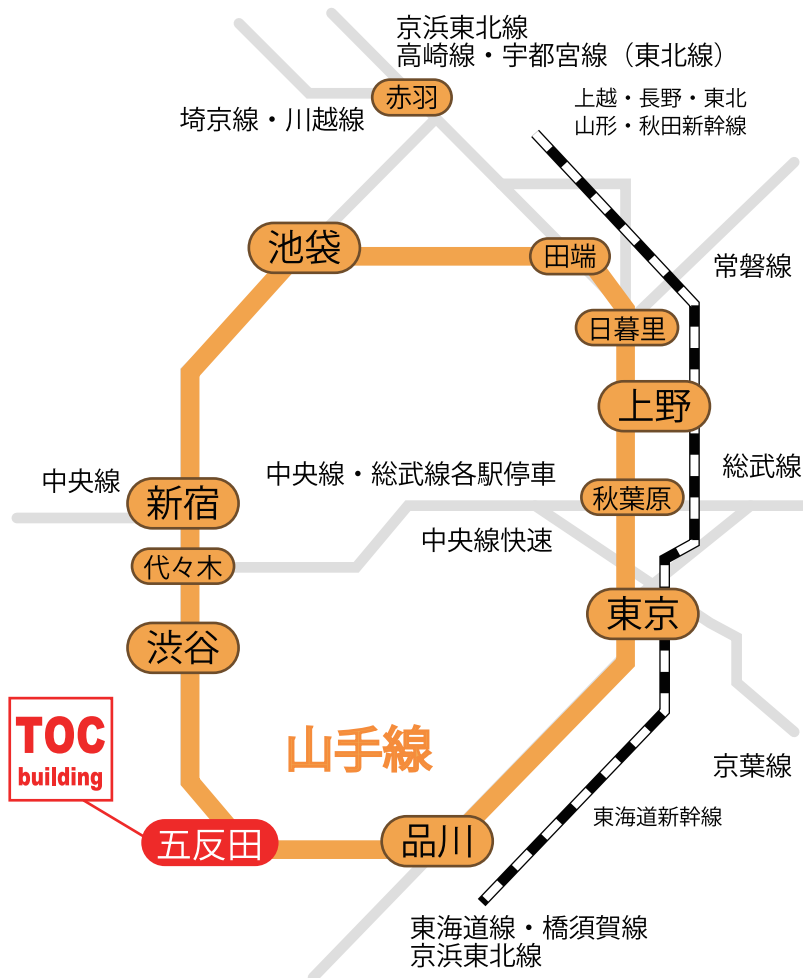 京浜東北線
高崎線・宇都宮線（東北線）
赤羽
上越・長野・東北
山形・秋田新幹線
埼京線・川越線
池袋
田端
常磐線
日暮里
上野
総武線
中央線・総武線各駅停車
中央線
新宿
秋葉原
中央線快速
代々木
東京
渋谷
TOC
building
山手線
京葉線
東海道新幹線
五反田
品川
東海道線・橋須賀線
京浜東北線